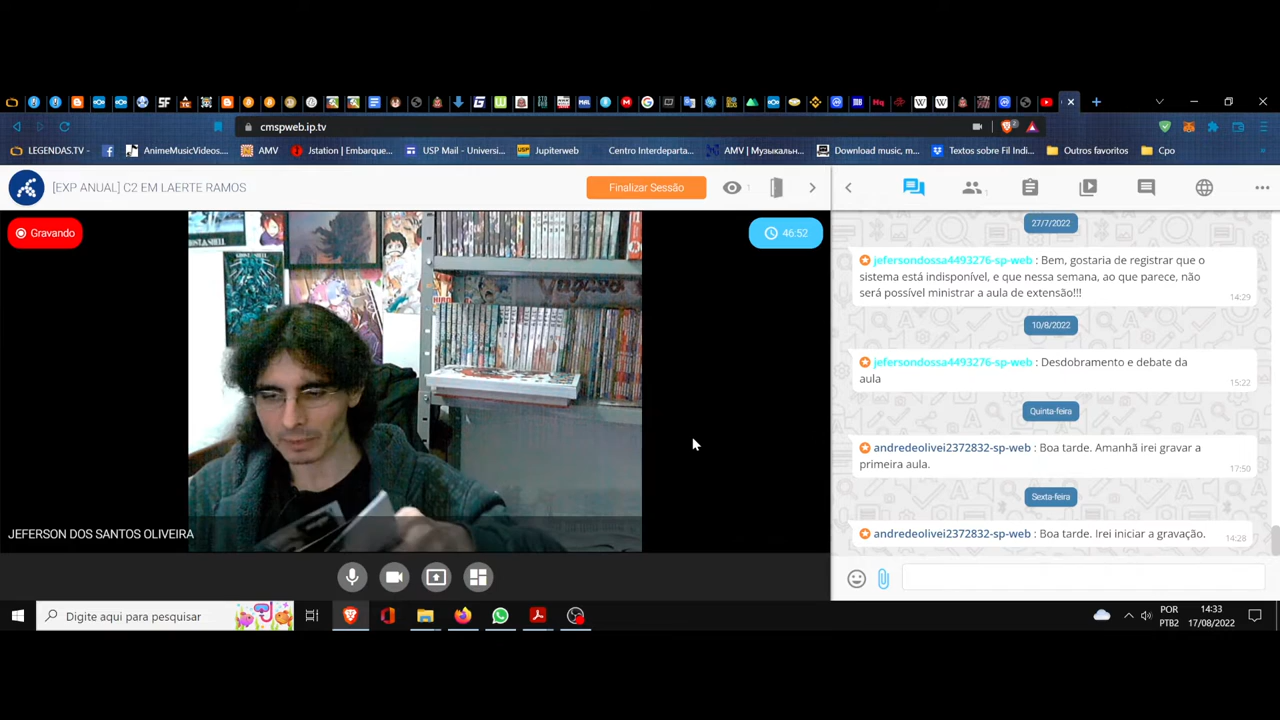 cmspweb.ip.tv
LEGENDAS.TV -
AnimeMusicVideos...
AMV
Jstation | Embarque...
USP Mail - Universi...
Jupiterweb
Centro Interdeparta...
AMV | Музыкальн...
Download music, m...
Textos sobre Fil Indi...
Outros favoritos
Cpo
[EXP ANUAL] C2 EM LAERTE RAMOS
Finalizar Sessão
1
1
Gravando
46:52
JEFERSON DOS SANTOS OLIVEIRA
27/7/2022
jefersondossa4493276-sp-web : Bem, gostaria de registrar que o
sistema está indisponível, e que nessa semana, ao que parece, não
será possível ministrar a aula de extensão!!!
14:29
10/8/2022
jefersondossa4493276-sp-web : Desdobramento e debate da
aula
15:22
Quinta-feira
andredeolivei2372832-sp-web : Boa tarde. Amanhã irei gravar a
primeira aula.
17:50
Sexta-feira
andredeolivei2372832-sp-web : Boa tarde. Irei iniciar a gravação.
14:28
Digite aqui para pesquisar
POR
PTB2
14:33
17/08/2022